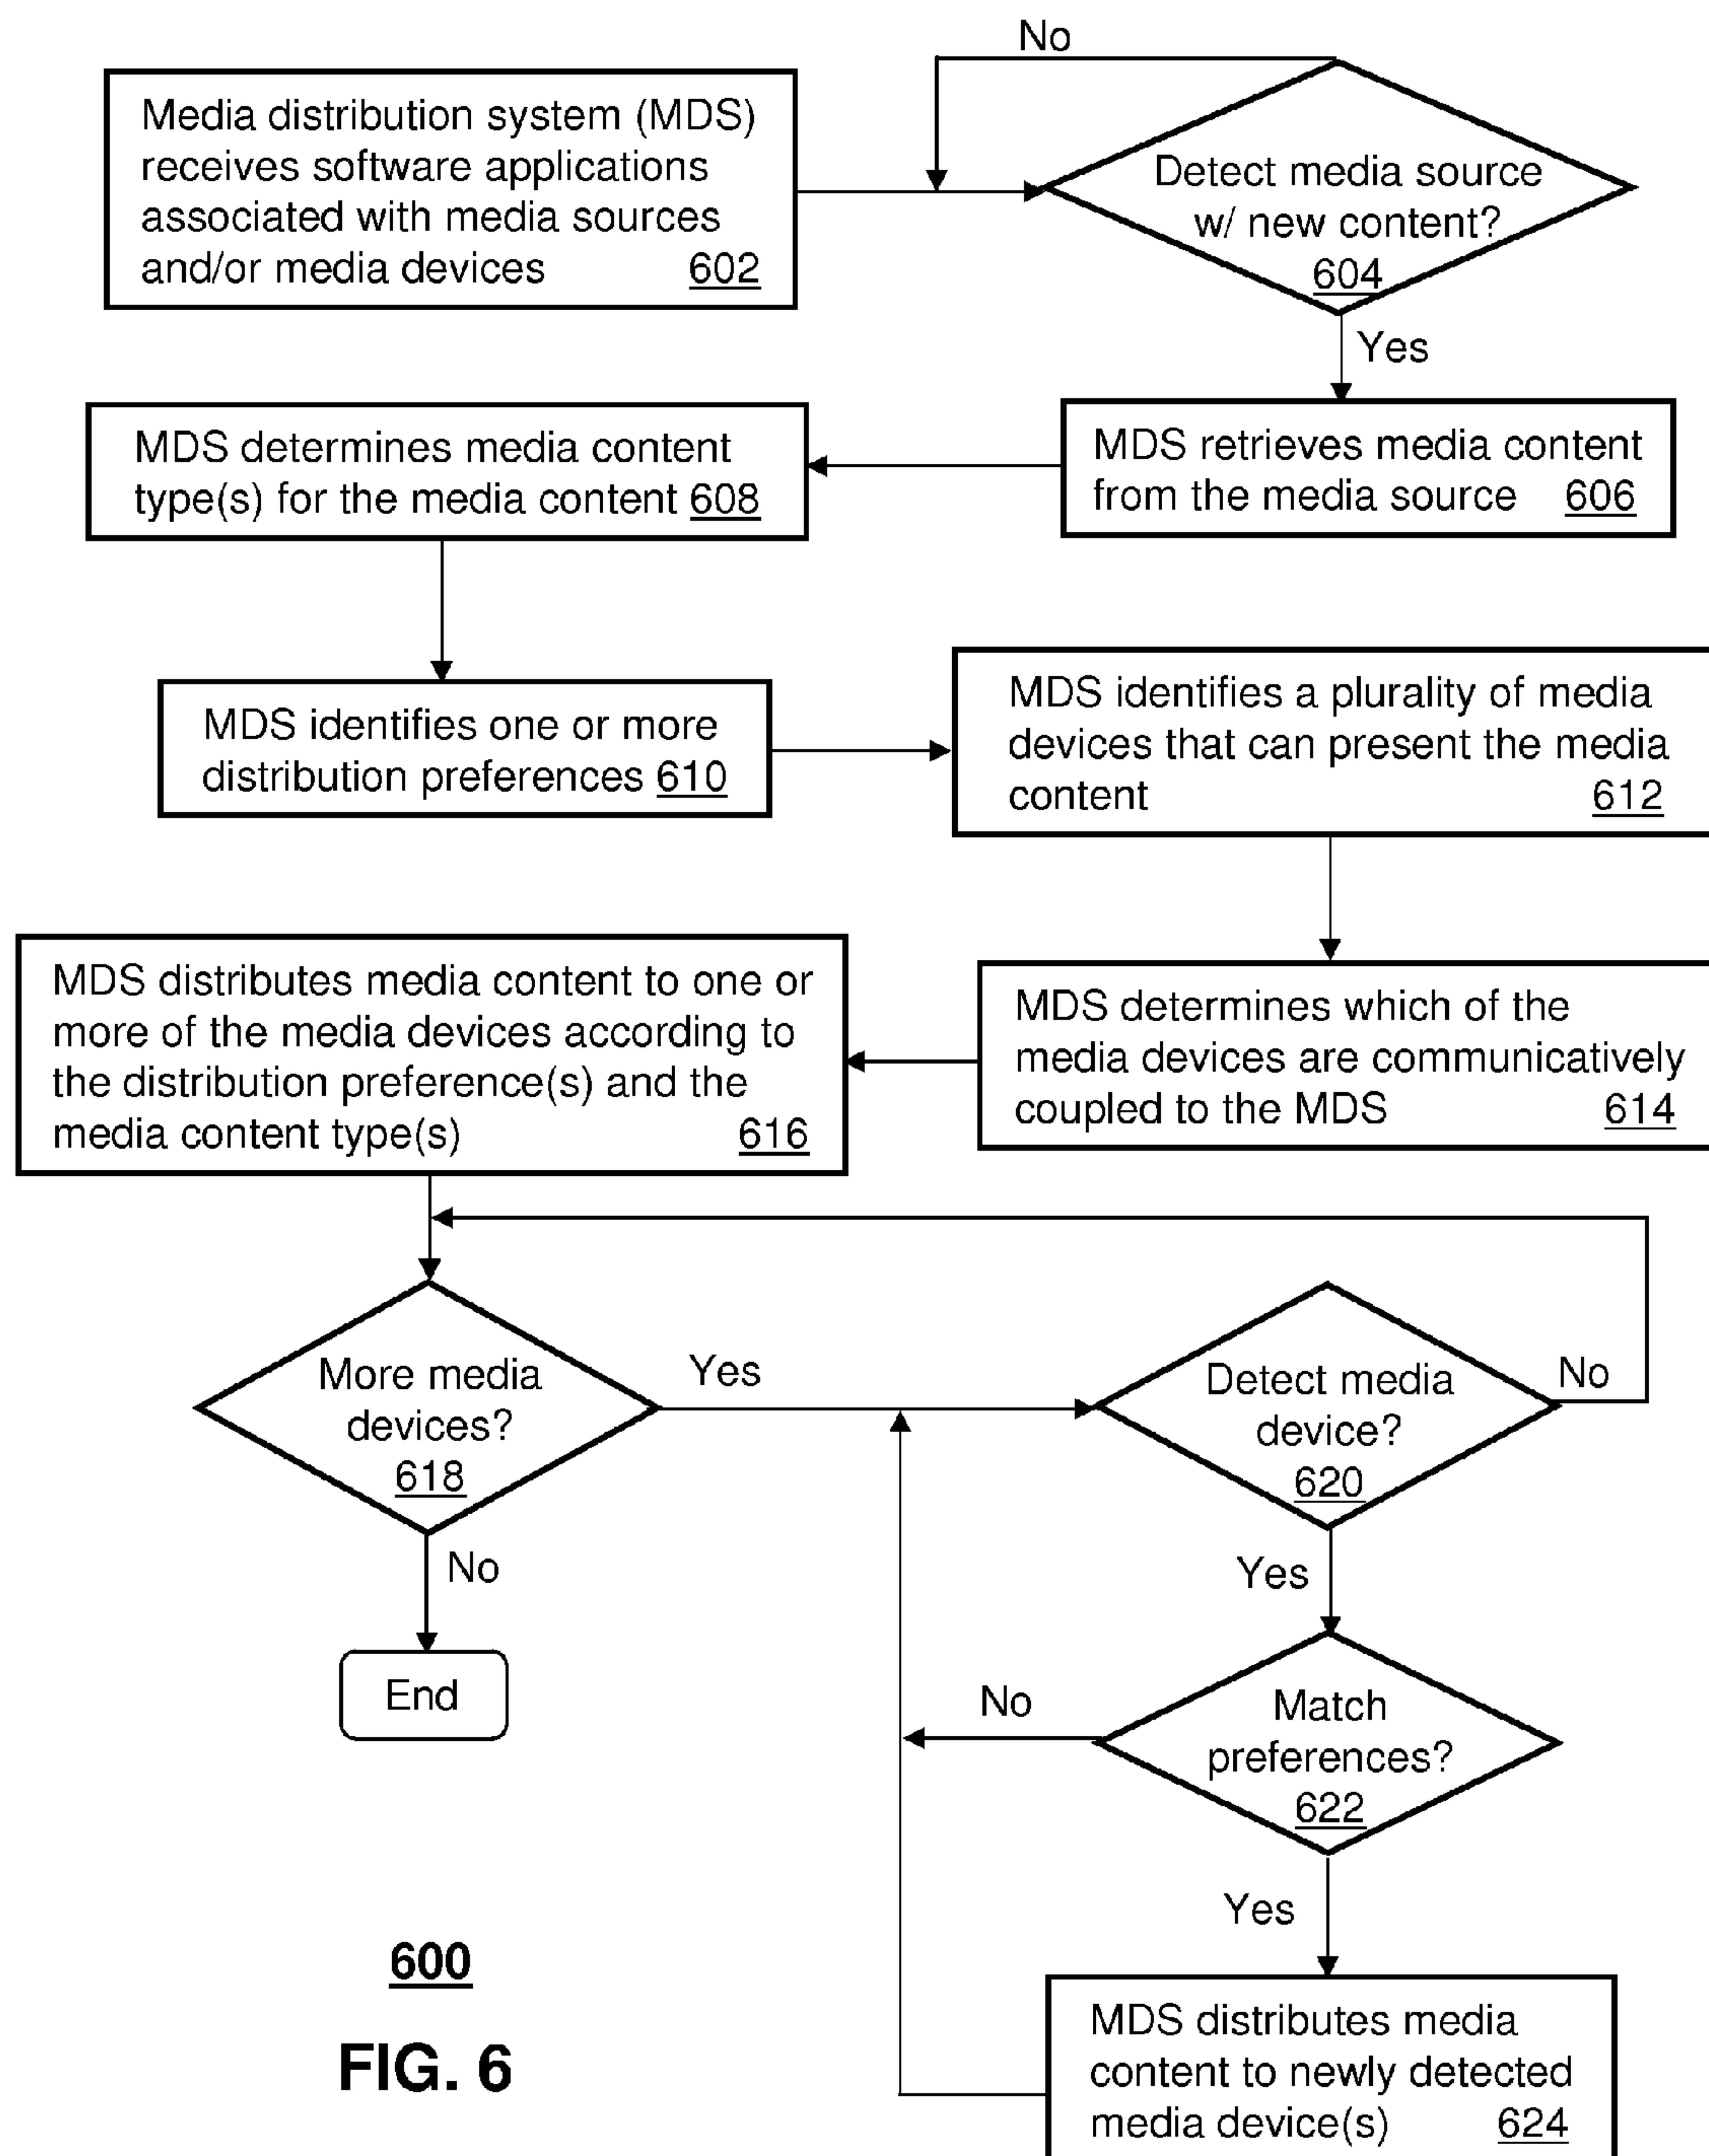 No
Media distribution system (MDS)
receives software applications
associated with media sources
and/or media devices 602
Detect media source
w/ new content?
604
Yes
MDS retrieves media content
from the media source 606
MDS determines media content
type(s) for the media content 608
MDS identifies one or more
distribution preferences 610
MDS identifies a plurality of media
devices that can present the media
content 612
MDS determines which of the
media devices are communicatively
coupled to the MDS 614
MDS distributes media content to one or
more of the media devices according to
the distribution preference(s) and the
media content type(s) 616
More media
devices?
618
Yes
No
End
Detect media
device?
620
No
Yes
Match
preferences?
622
No
Yes
MDS distributes media
content to newly detected
media device(s) 624
600
FIG. 6